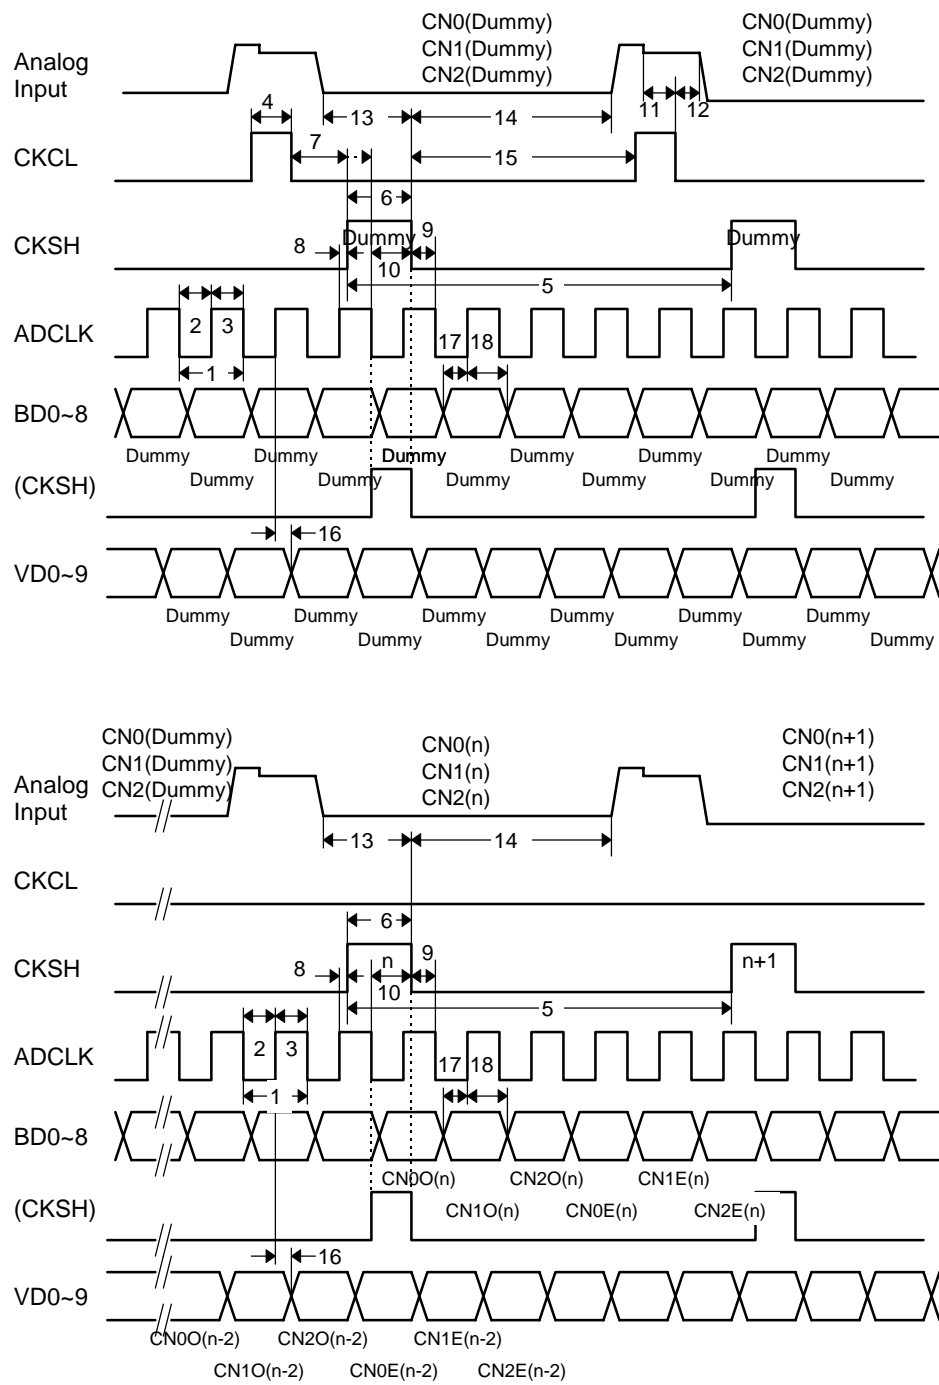 CN0(Dummy) CN0(Dummy)
Analog CN1(Dummy) CN1(Dummy)
Input CN2(Dummy) CN2(Dummy)
4 13 14 11 12
7
CKCL 15
6
CKSH 8 Dummy 9 Dummy
10
5
ADCLK 2 3 17 18
1
BD0~8
Dummy Dummy Dummy Dummy Dummy Dummy
Dummy Dummy Dummy Dummy Dummy Dummy
(CKSH)
16
VD0~9
Dummy Dummy Dummy Dummy Dummy Dummy
Dummy Dummy Dummy Dummy Dummy Dummy
CN0(Dummy) CN0(n) CN0(n+1)
CN1(Dummy) CN1(n) CN1(n+1)
Analog CN2(Dummy) CN2(n) CN2(n+1)
Input
13 14
CKCL
6
CKSH 8 n 9 n+1
10
5
ADCLK 2 3 17 18
1
BD0~8
CN0O(n) CN2O(n) CN1E(n)
(CKSH) CN1O(n) CN0E(n) CN2E(n)
16
VD0~9
CN0O(n-2) CN2O(n-2) CN1E(n-2)
CN1O(n-2) CN0E(n-2) CN2E(n-2)